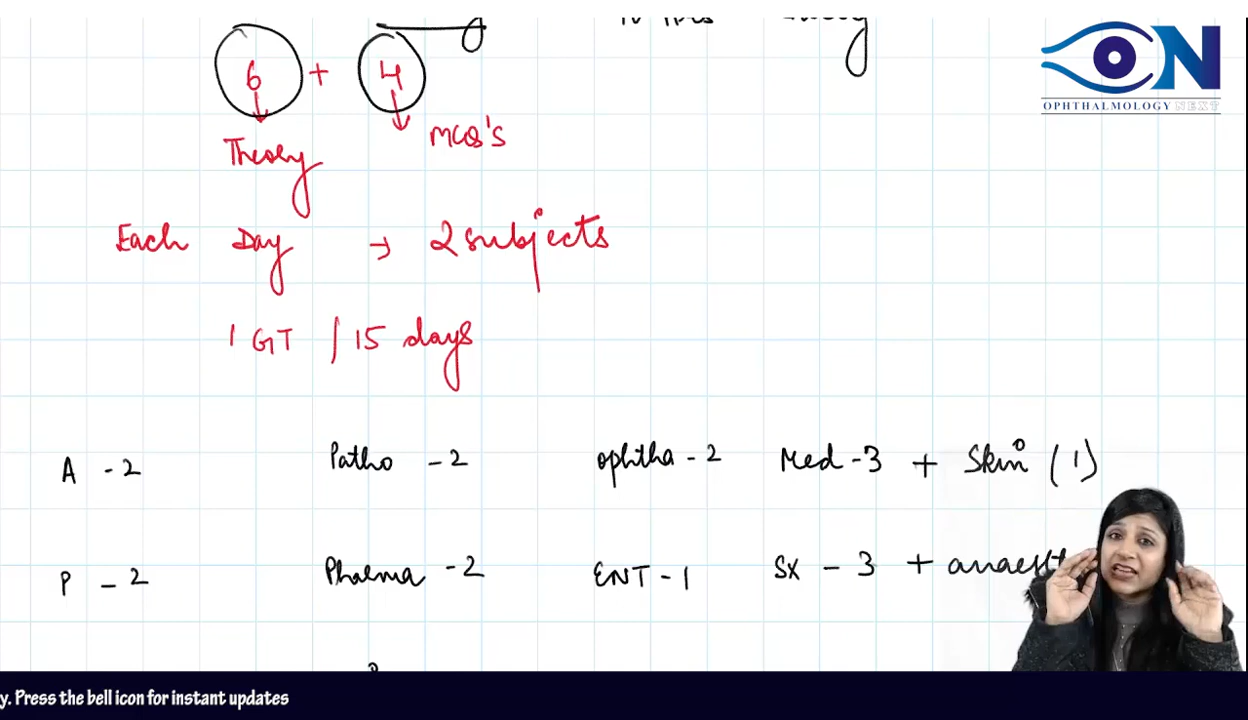 ON
OPHTHALMOLOGY NEXT
6 + 4
Theory
MCQ's
Each Day → 2 subjects
1 GT / 15 days
A - 2 Patho - 2 ophtha - 2 Med - 3 + Skin (1)
P - 2 Pharma - 2 ENT - 1 SX - 3 +
y. Press the bell icon for instant updates